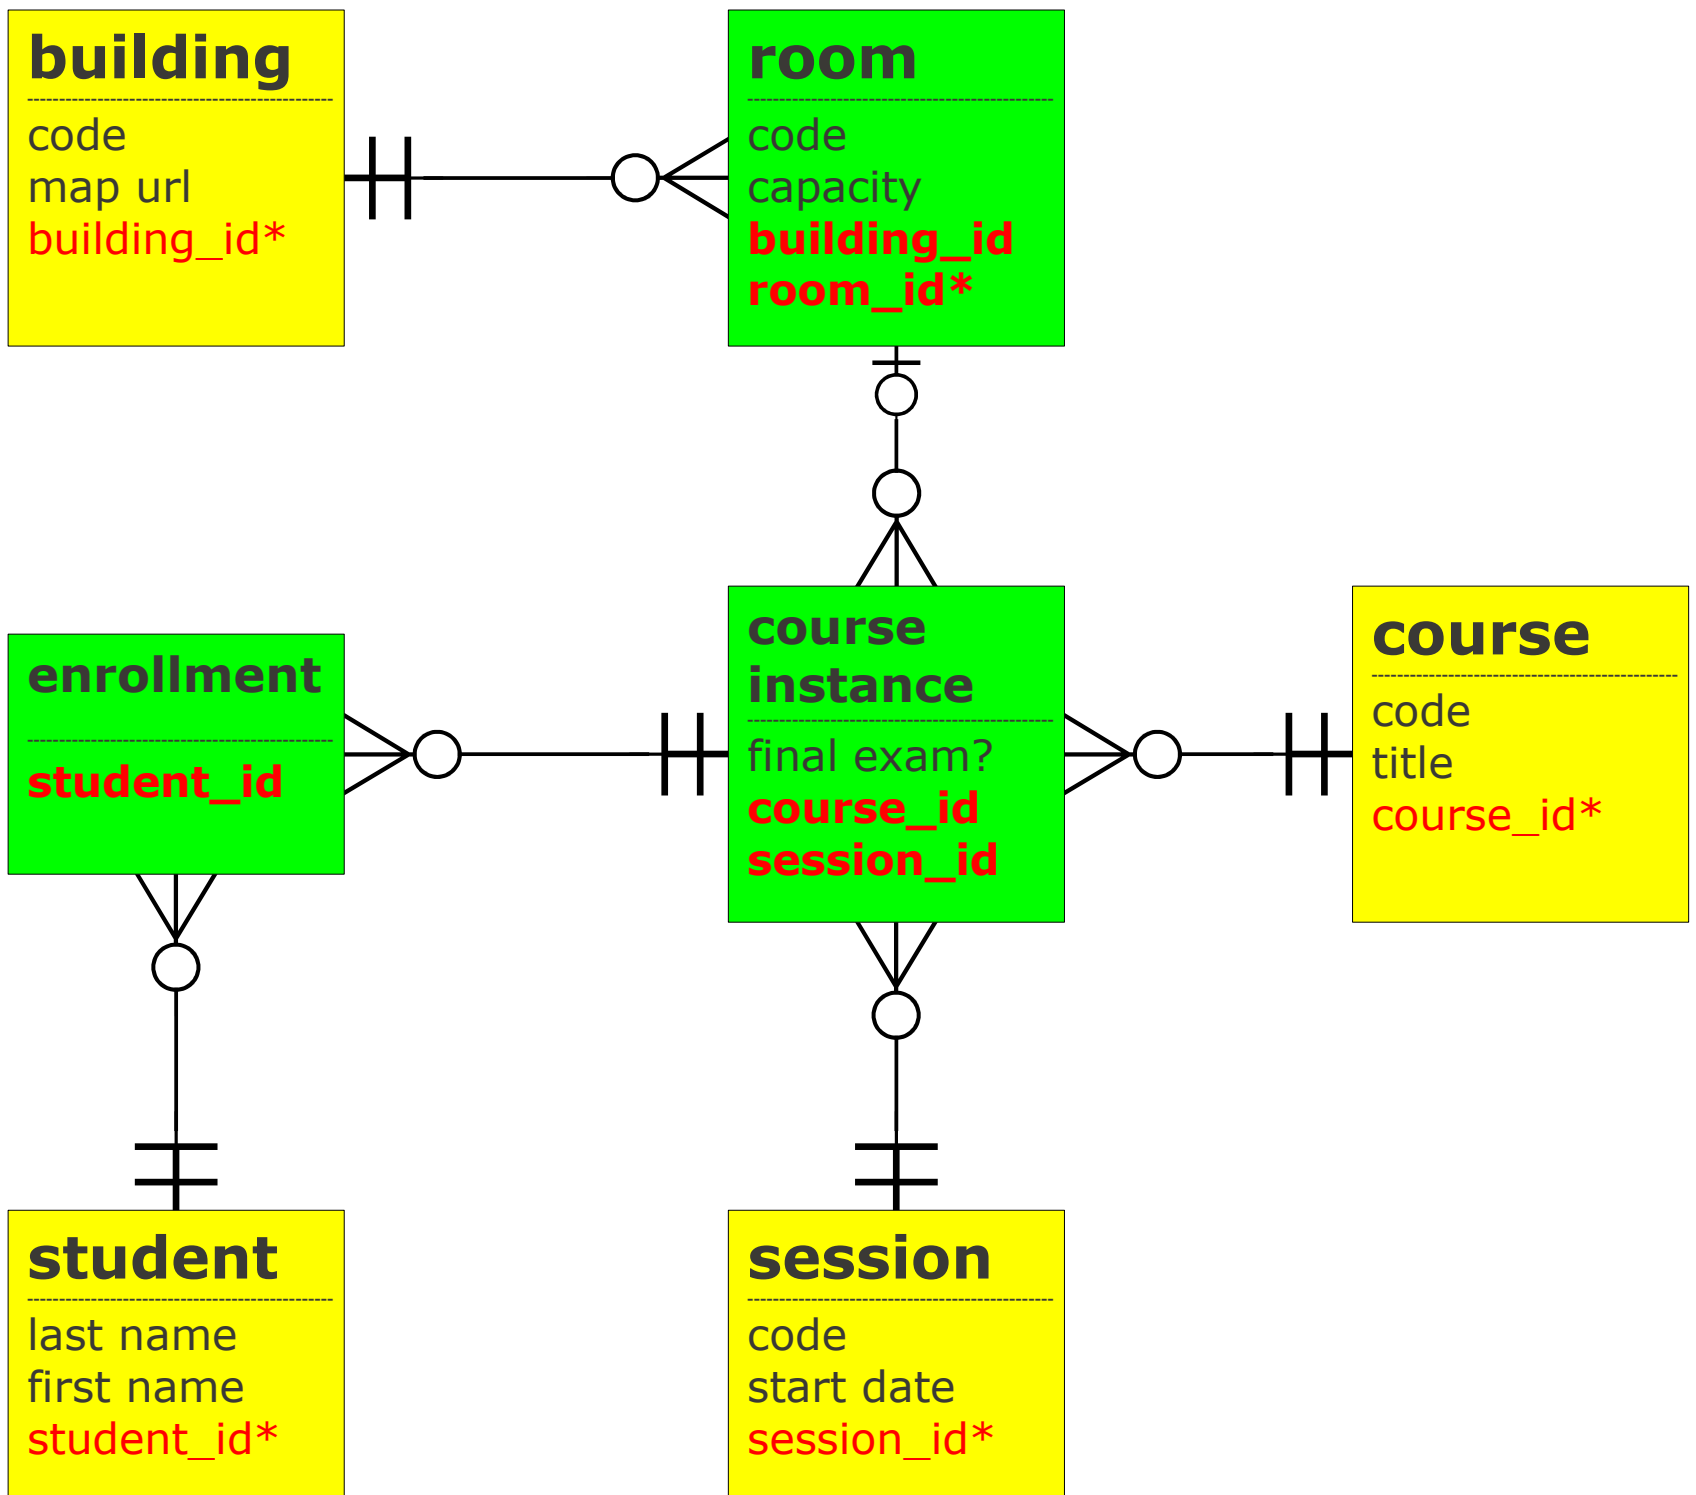 building
code
map url
building_id*
room
code
capacity
building_id
room_id*
enrollment
student_id
course
instance
final exam?
course_id
session_id
course
code
title
course_id*
student
last name
first name
student_id*
session
code
start date
session_id*